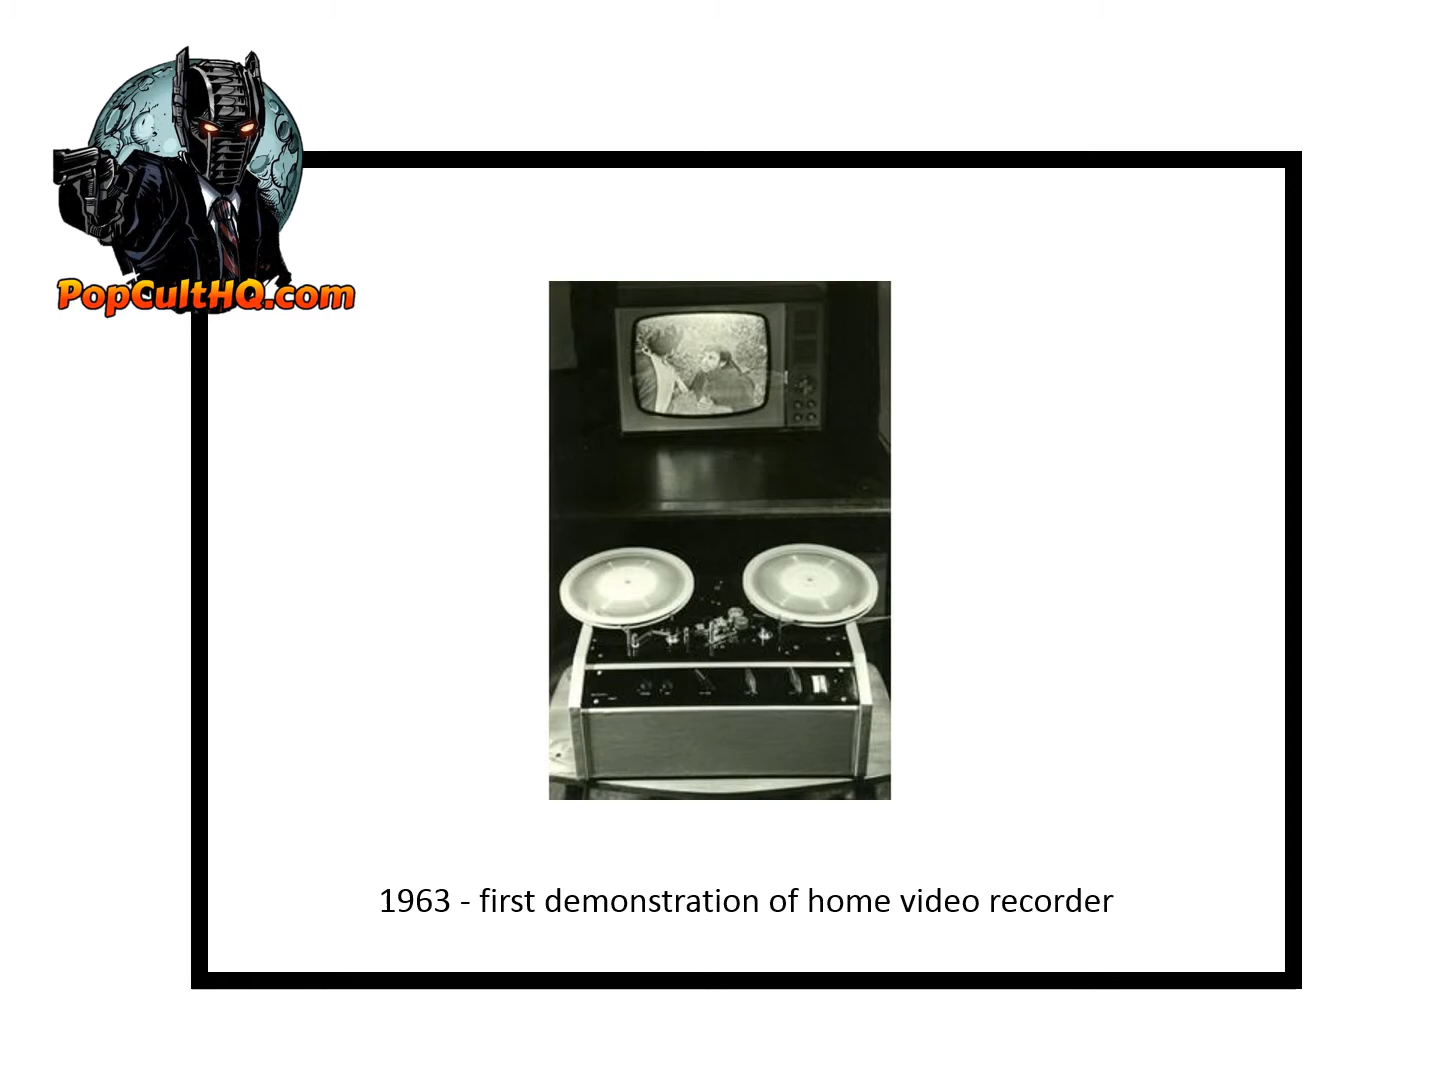 PopCultHQ.com
1963 - first demonstration of home video recorder